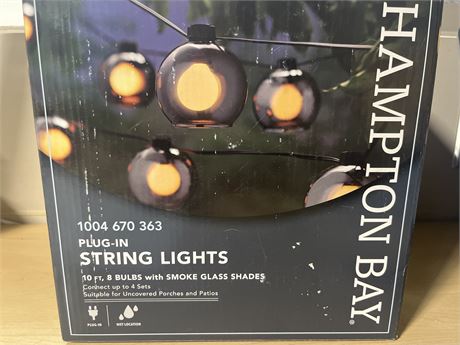 HAMPTON BAY®
1004 670 363
PLUG-IN
STRING LIGHTS
10 FT, 8 BULBS with SMOKE GLASS SHADES
Connect up to 4 Sets
Suitable for Uncovered Porches and Patios
PLUG-IN
WET LOCATION